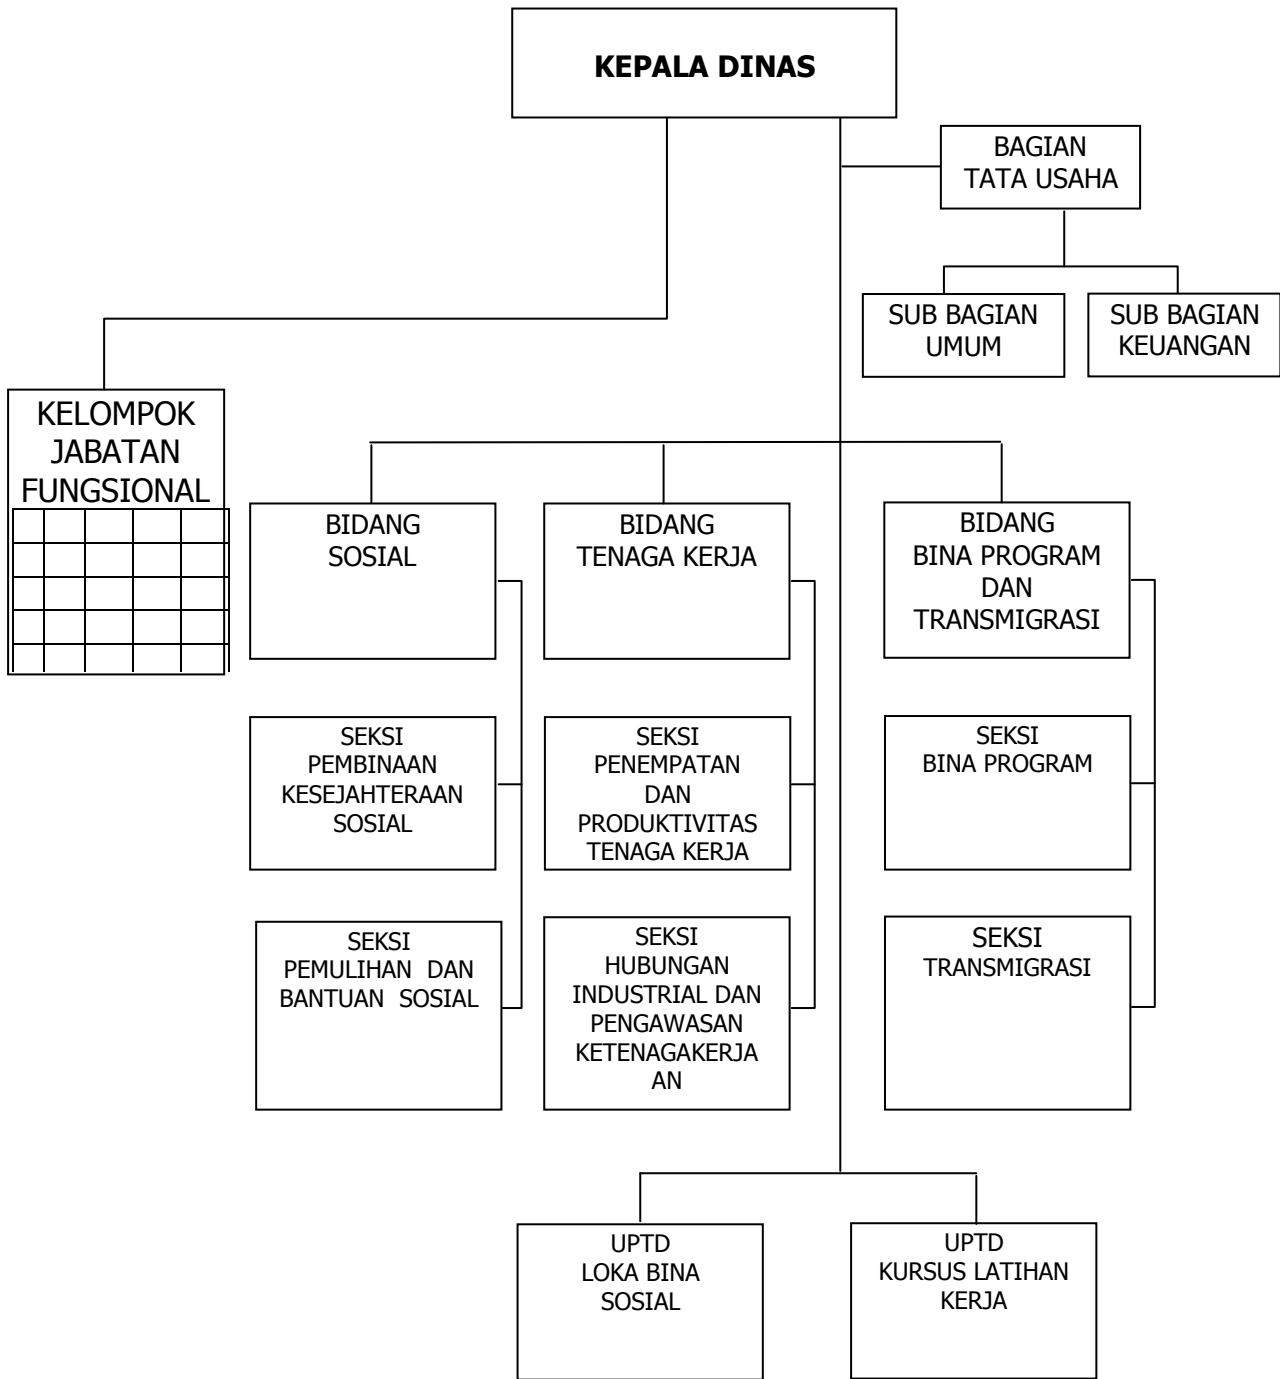 KEPALA DINAS
BAGIAN
TATA USAHA
SUB BAGIAN
UMUM
SUB BAGIAN
KEUANGAN
KELOMPOK
JABATAN
FUNGSIONAL
BIDANG
SOSIAL
BIDANG
TENAGA KERJA
BIDANG
BINA PROGRAM
DAN
TRANSMIGRASI
SEKSI
PEMBINAAN
KESEJAHTERAAN
SOSIAL
SEKSI
PENEMPATAN
DAN
PRODUKTIVITAS
TENAGA KERJA
SEKSI
BINA PROGRAM
SEKSI
PEMULIHAN DAN
BANTUAN SOSIAL
SEKSI
HUBUNGAN
INDUSTRIAL DAN
PENGAWASAN
KETENAGAKERJA
AN
SEKSI
TRANSMIGRASI
UPTD
LOKA BINA
SOSIAL
UPTD
KURSUS LATIHAN
KERJA